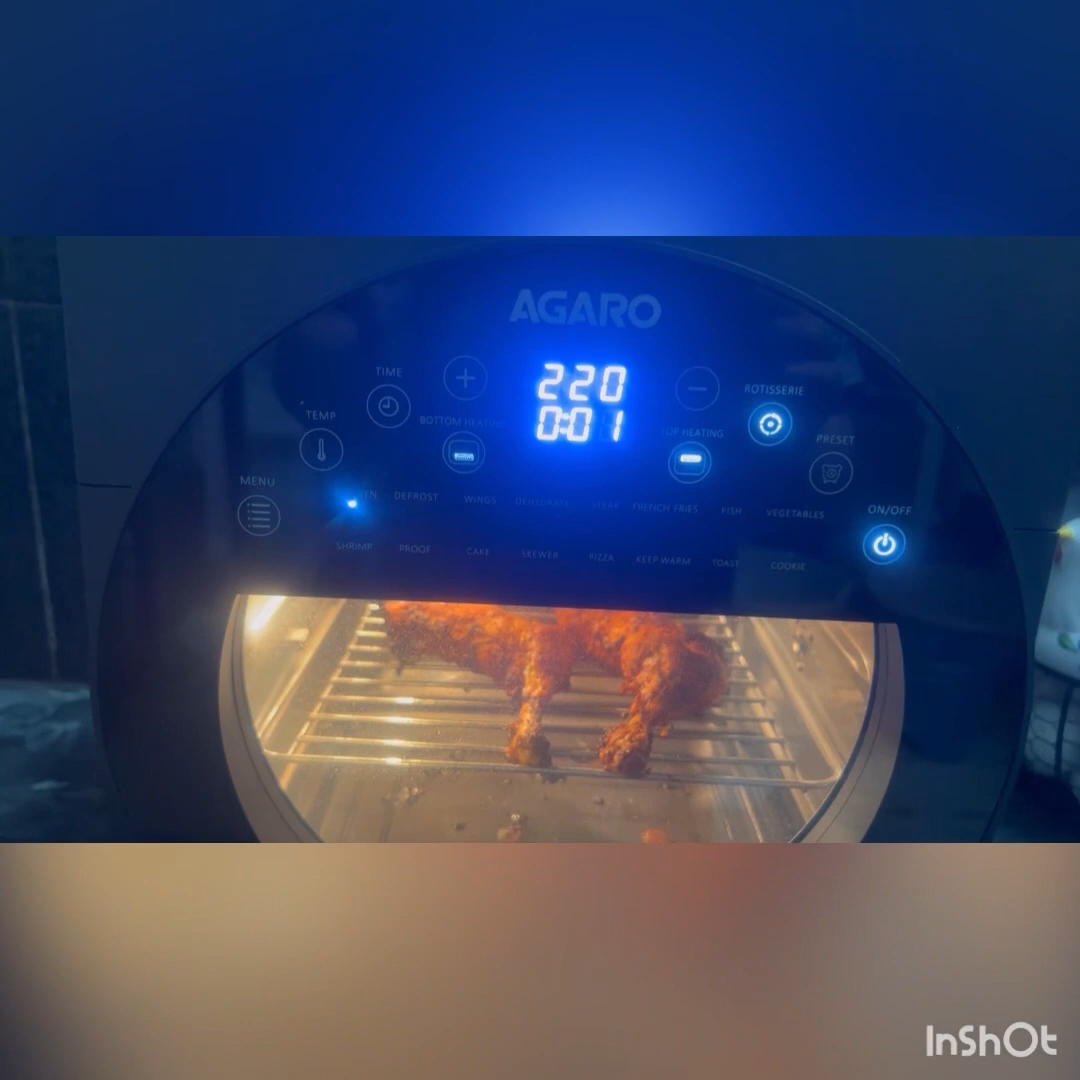 AGARO
TIME
220
ROTISSERIE
TEMP
BOTTOM HEATING
0:01
TOP HEATING
PRESET
MENU
DEFROST WINGS DEHYDRATE STEAK FRENCH FRIES FISH VEGETABLES
ON/OFF
SHRIMP PROOF CAKE SKEWER PIZZA KEEP WARM TOAST COOKIE
InShOt